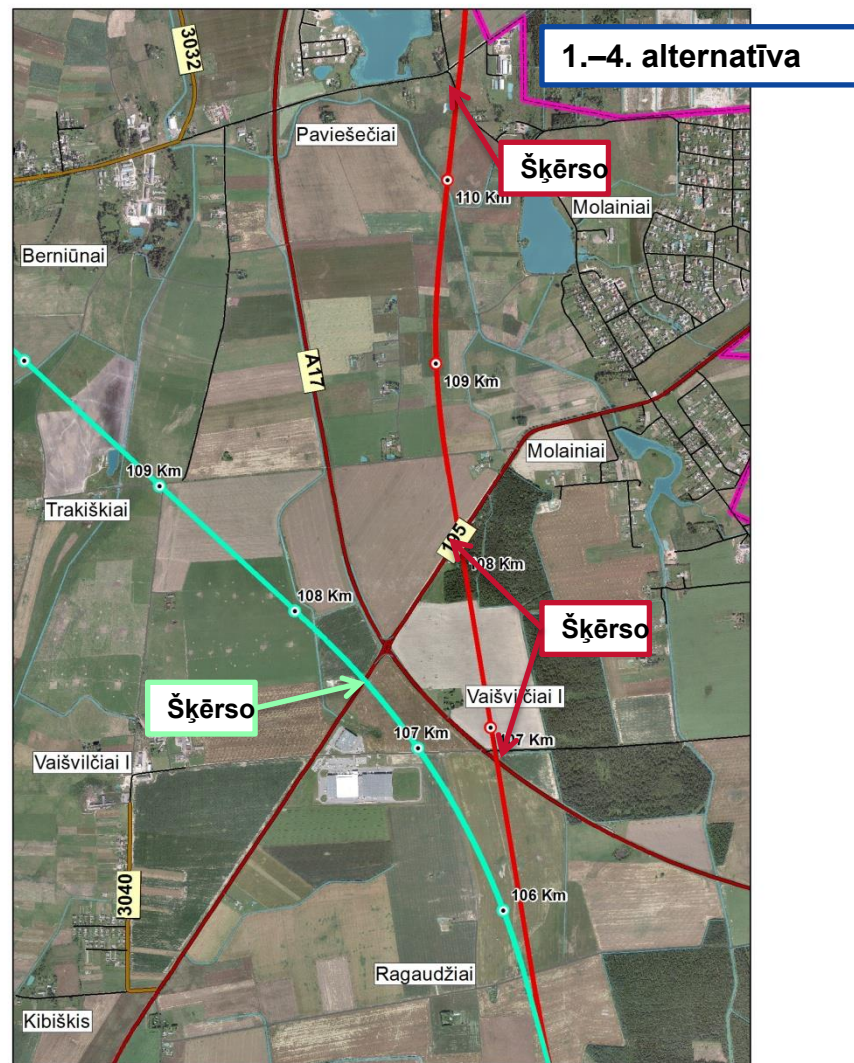 3032
1.–4. alternatīva
Paviešečiai
Šķērso
110 Km
Molainiai
Berniūnai
A17
109 Km
Molainiai
109 Km
Trakiškiai
195
108 Km
108 Km
Šķērso
Šķērso
Vaišvilčiai I
107 Km
107 Km
Vaišvilčiai I
3040
106 Km
Ragaudžiai
Kibiškis